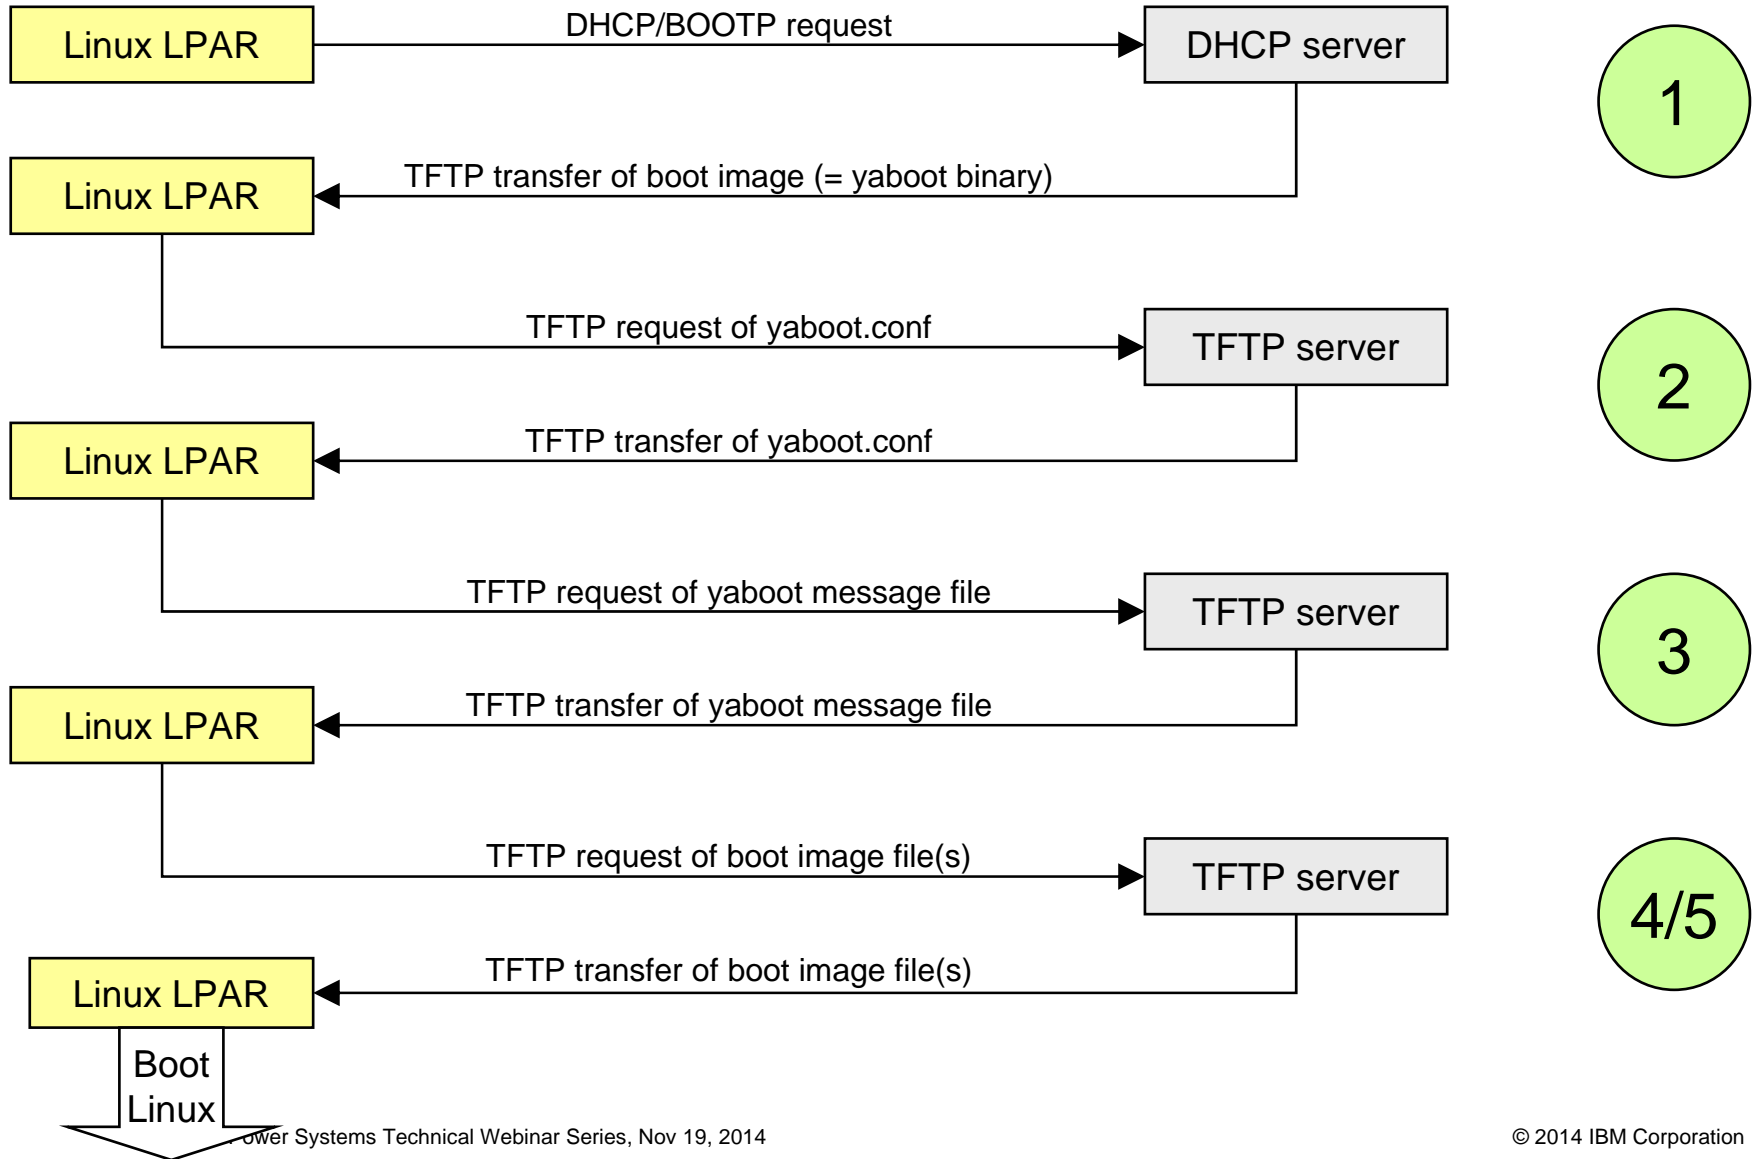 DHCP/BOOTP request
Linux LPAR
DHCP server
1
TFTP transfer of boot image (= yaboot binary)
Linux LPAR
TFTP request of yaboot.conf
TFTP server
2
TFTP transfer of yaboot.conf
Linux LPAR
TFTP request of yaboot message file
TFTP server
3
TFTP transfer of yaboot message file
Linux LPAR
TFTP request of boot image file(s)
TFTP server
4/5
TFTP transfer of boot image file(s)
Linux LPAR
Boot
Linux
Power Systems Technical Webinar Series, Nov 19, 2014
© 2014 IBM Corporation